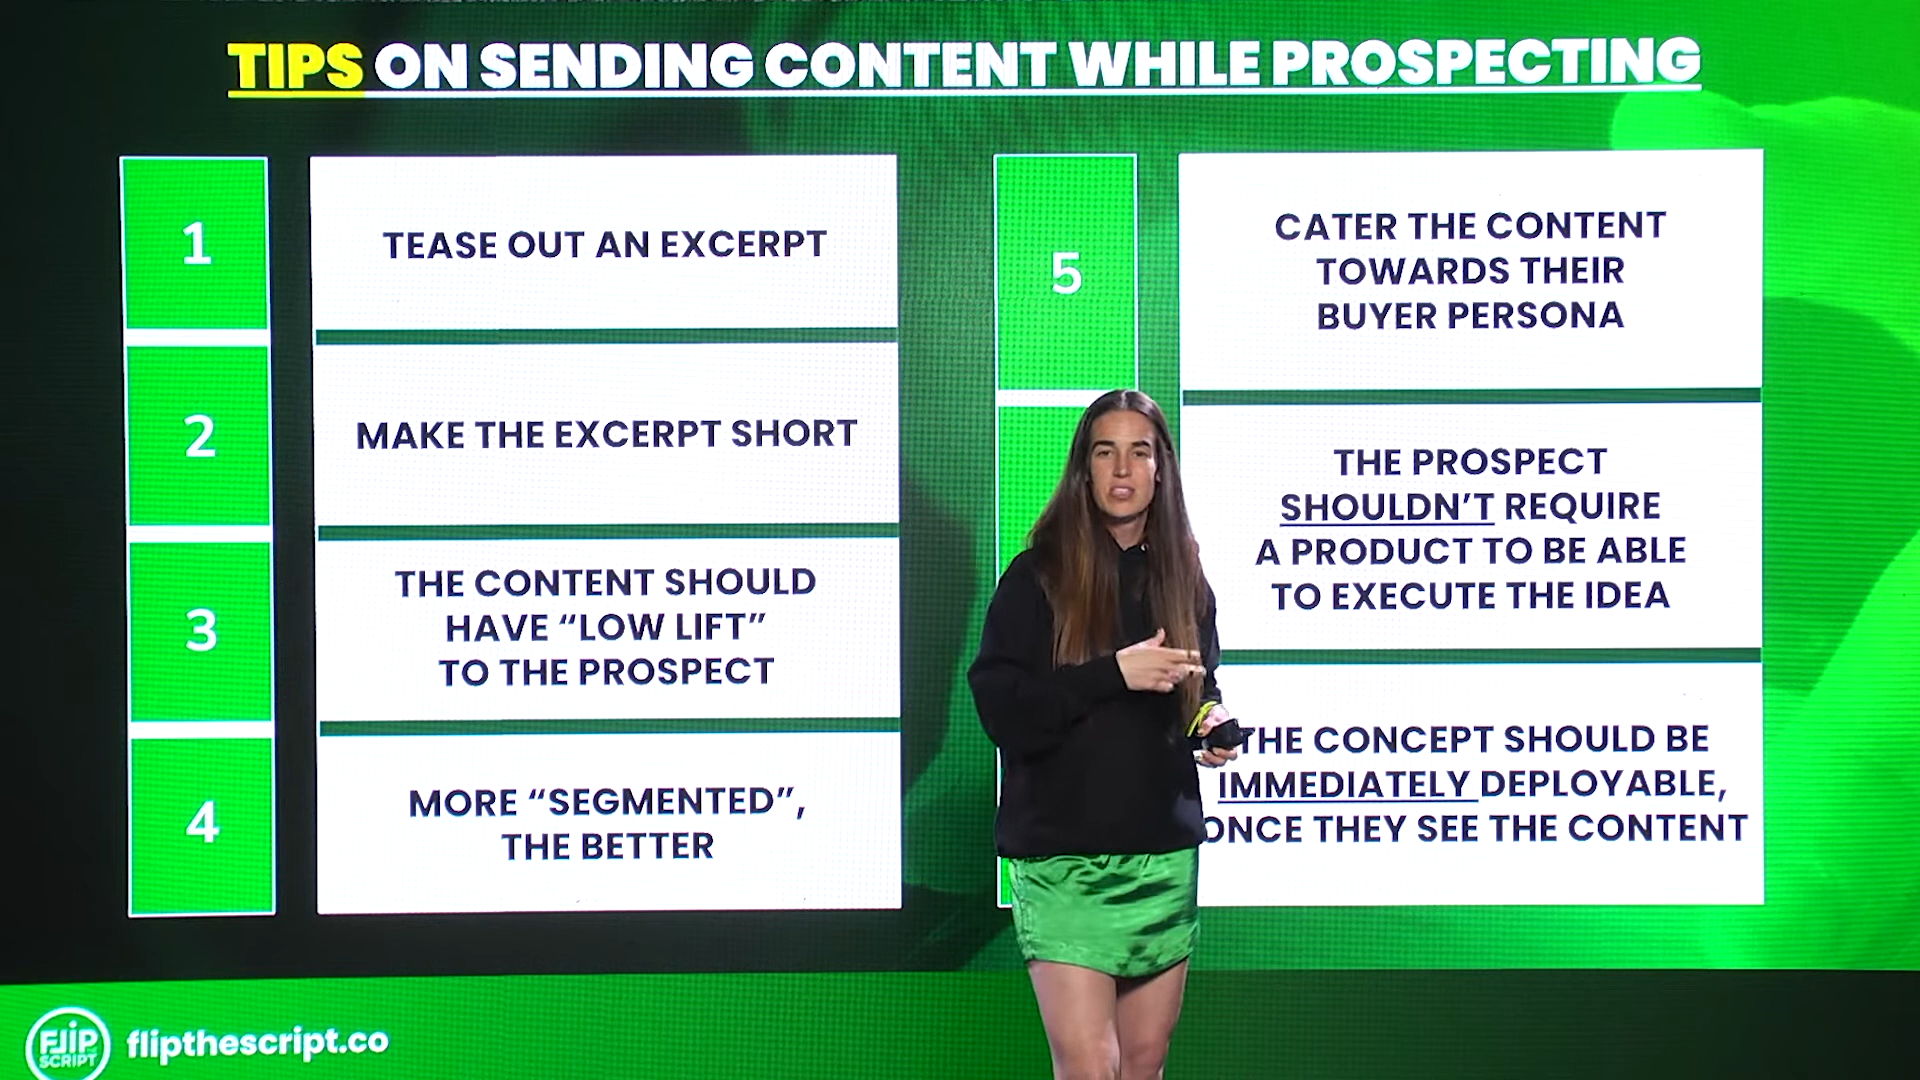 TIPS ON SENDING CONTENT WHILE PROSPECTING
1
TEASE OUT AN EXCERPT
2
MAKE THE EXCERPT SHORT
3
THE CONTENT SHOULD
HAVE “LOW LIFT”
TO THE PROSPECT
4
MORE “SEGMENTED”,
THE BETTER
5
CATER THE CONTENT
TOWARDS THEIR
BUYER PERSONA
THE PROSPECT
SHOULDN’T REQUIRE
A PRODUCT TO BE ABLE
TO EXECUTE THE IDEA
THE CONCEPT SHOULD BE
IMMEDIATELY DEPLOYABLE,
ONCE THEY SEE THE CONTENT
FLIP
SCRIPT
flipthescript.co